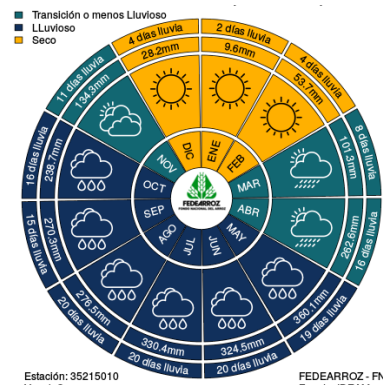 Transición o menos Lluvioso
LLuvioso
Seco
2 días lluvia
9.6mm
ENE
4 días lluvia
53.7mm
FEB
8 días lluvia
101.3mm
MAR
16 días lluvia
262.6mm
ABR
19 días lluvia
360.1mm
MAY
20 días lluvia
324.5mm
JUN
20 días lluvia
330.4mm
JUL
20 días lluvia
276.5mm
AGO
15 días lluvia
270.3mm
SEP
16 días lluvia
238.7mm
OCT
11 días lluvia
134.3mm
NOV
4 días lluvia
28.2mm
DIC
FEDEARROZ
FONDO NACIONAL DEL ARROZ
Estación: 35215010
FEDEARROZ - FN